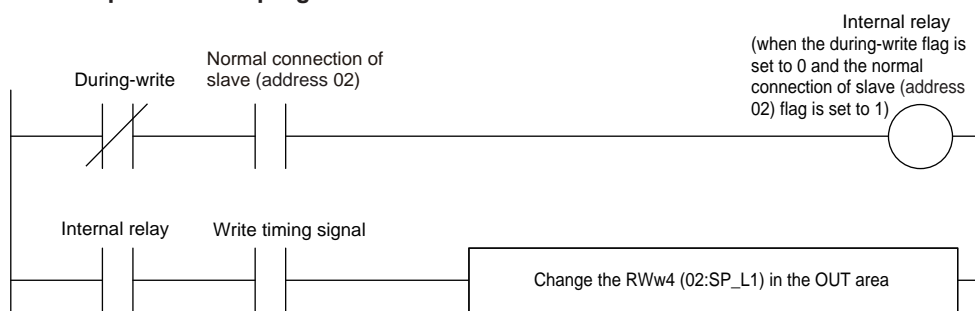 Internal relay
(when the during-write flag is
set to 0 and the normal
connection of slave (address
02) flag is set to 1)
Normal connection of
slave (address 02)
During-write
Internal relay
Write timing signal
Change the RWw4 (02:SP_L1) in the OUT area